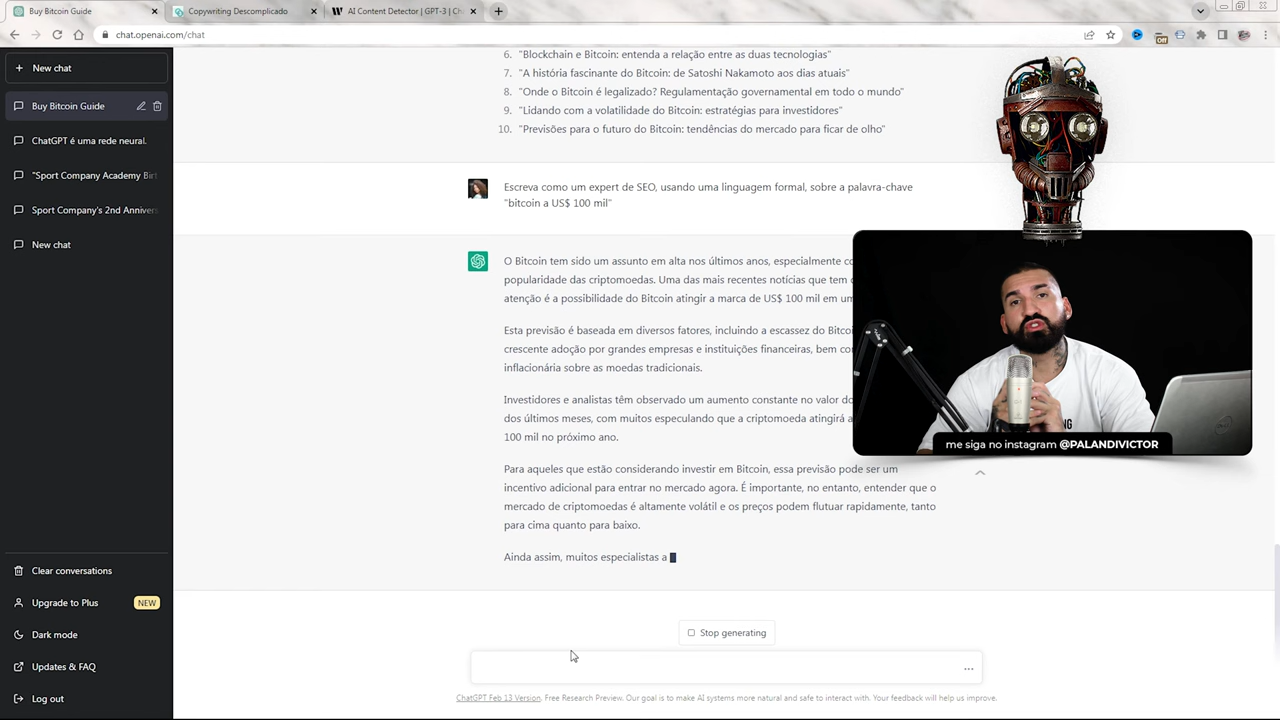 Buy Bitcoin Guide
Copywriting Descomplicado
AI Content Detector | GPT-3 | Ch
chat.openai.com/chat
Off
New chat
Buy Bitcoin Guide
ChatGPT é uma rede neural.
"Sport Company Academy Birt
Sport Company's 2nd Annivers
New chat
Clear conversations
Upgrade to Plus
NEW
Dark mode
Updates & FAQ
Log out
6. "Blockchain e Bitcoin: entenda a relação entre as duas tecnologias"
7. "A história fascinante do Bitcoin: de Satoshi Nakamoto aos dias atuais"
8. "Onde o Bitcoin é legalizado? Regulamentação governamental em todo o mundo"
9. "Lidando com a volatilidade do Bitcoin: estratégias para investidores"
10. "Previsões para o futuro do Bitcoin: tendências do mercado para ficar de olho"
Escreva como um expert de SEO, usando uma linguagem formal, sobre a palavra-chave
"bitcoin a US$ 100 mil"
O Bitcoin tem sido um assunto em alta nos últimos anos, especialmente co
popularidade das criptomoedas. Uma das mais recentes notícias que tem
atenção é a possibilidade do Bitcoin atingir a marca de US$ 100 mil em
Esta previsão é baseada em diversos fatores, incluindo a escassez do Bitcoi
crescente adoção por grandes empresas e instituições financeiras, bem
inflacionária sobre as moedas tradicionais.
Investidores e analistas têm observado um aumento constante no valor do
dos últimos meses, com muitos especulando que a criptomoeda atingirá a
100 mil no próximo ano.
Para aqueles que estão considerando investir em Bitcoin, essa previsão pode ser um
incentivo adicional para entrar no mercado agora. É importante, no entanto, entender que o
mercado de criptomoedas é altamente volátil e os preços podem flutuar rapidamente, tanto
para cima quanto para baixo.
Ainda assim, muitos especialistas a
me siga no instagram @PALANDIVICTOR
Stop generating
ChatGPT Feb 13 Version. Free Research Preview. Our goal is to make AI systems more natural and safe to interact with. Your feedback will help us improve.